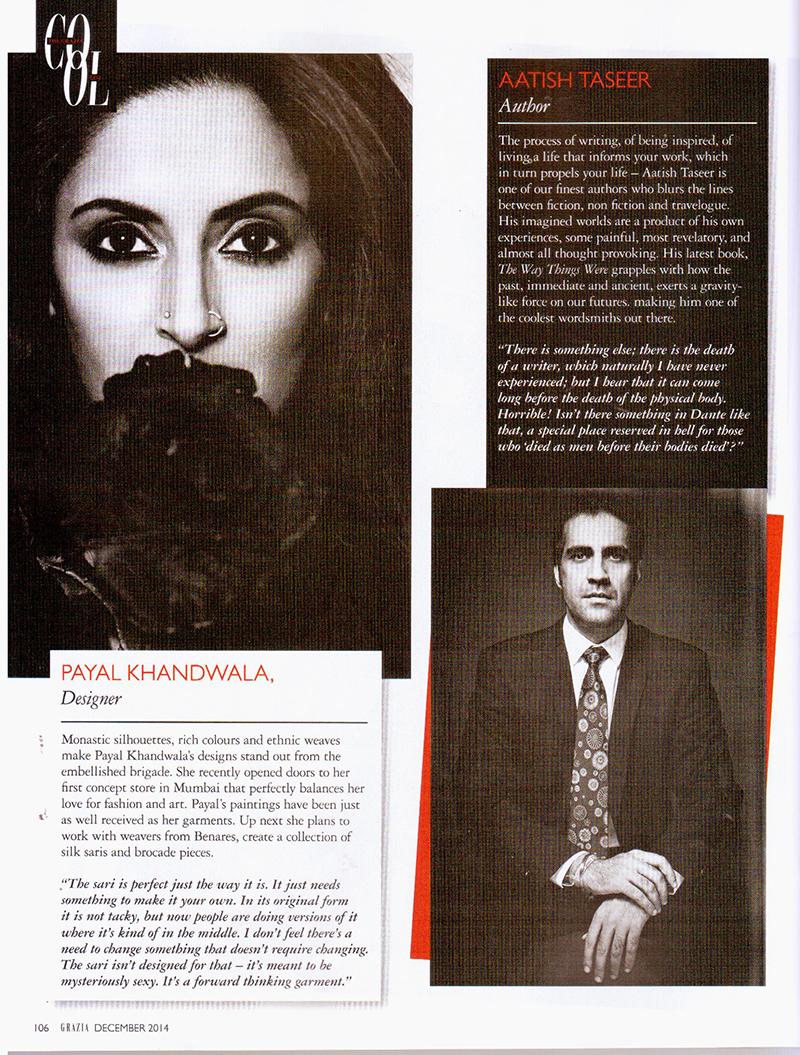 THE GRAZIA
COOL
PAYAL KHANDWALA,
Designer
Monastic silhouettes, rich colours and ethnic weaves
make Payal Khandwala's designs stand out from the
embellished brigade. She recently opened doors to her
first concept store in Mumbai that perfectly balances her
love for fashion and art. Payal's paintings have been just
as well received as her garments. Up next she plans to
work with weavers from Benares, create a collection of
silk saris and brocade pieces.
“The sari is perfect just the way it is. It just needs
something to make it your own. In its original form
it is not tacky, but now people are doing versions of it
where it's kind of in the middle. I don't feel there's a
need to change something that doesn't require changing.
The sari isn't designed for that – it's meant to be
mysteriously sexy. It's a forward thinking garment.”
AATISH TASEER
Author
The process of writing, of being inspired, of
living,a life that informs your work, which
in turn propels your life – Aatish Taseer is
one of our finest authors who blurs the lines
between fiction, non fiction and travelogue.
His imagined worlds are a product of his own
experiences, some painful, most revelatory, and
almost all thought provoking. His latest book,
The Way Things Were grapples with how the
past, immediate and ancient, exerts a gravity-
like force on our futures. making him one of
the coolest wordsmiths out there.
“There is something else; there is the death
of a writer, which naturally I have never
experienced; but I hear that it can come
long before the death of the physical body.
Horrible! Isn't there something in Dante like
that, a special place reserved in hell for those
who ‘died as men before their bodies died’?”
106 GRAZIA DECEMBER 2014